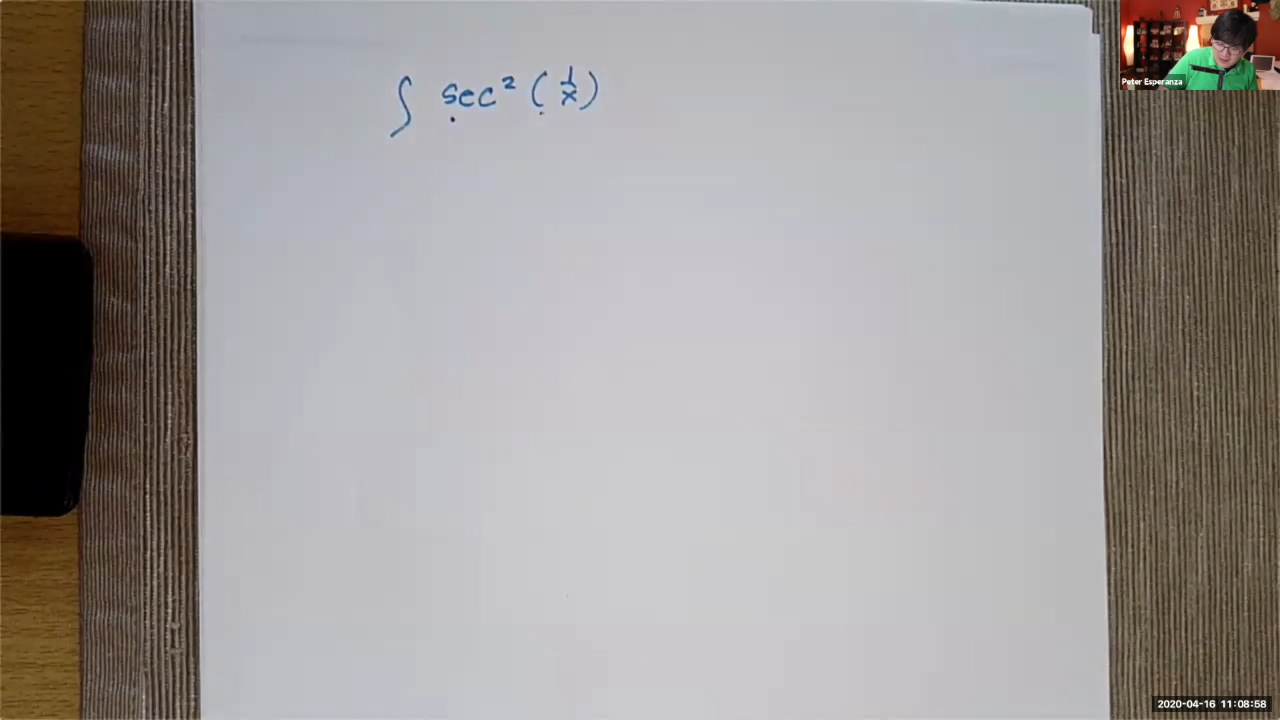 ∫ sec² (1/x)
Peter Esperanza
2020-04-16 11:08:58